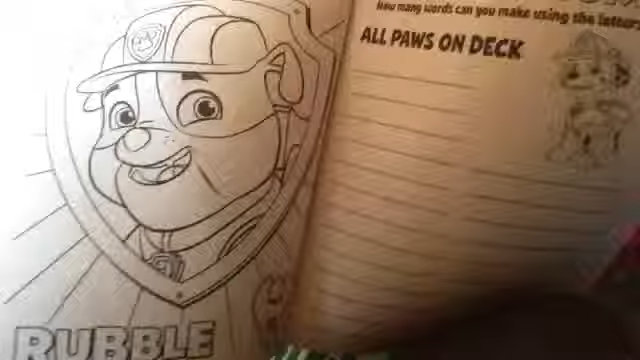 RUBBLE
How many words can you make using the letters
ALL PAWS ON DECK